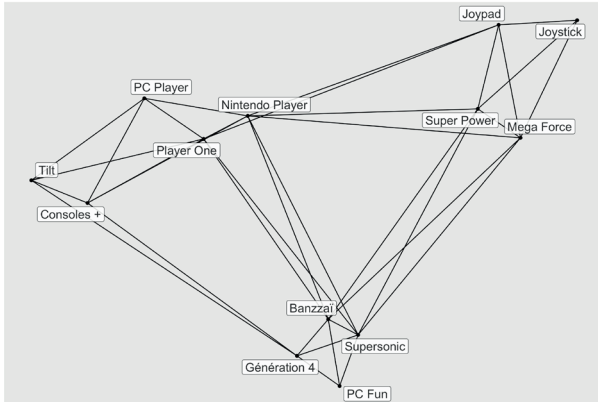 Joypad
Joystick
PC Player
Nintendo Player
Super Power
Mega Force
Player One
Tilt
Consoles +
Banzzaï
Supersonic
Génération 4
PC Fun